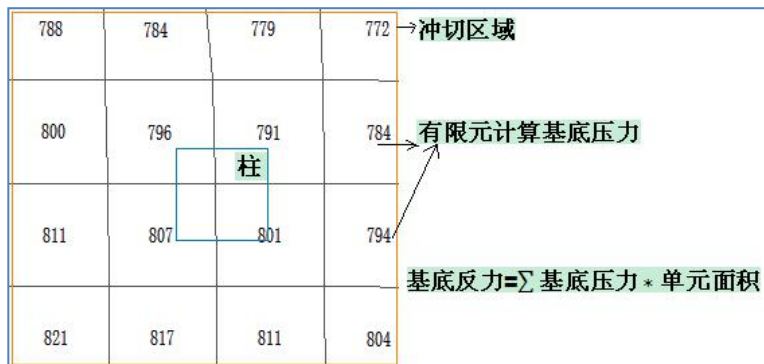 788 784 779 772 冲切区域
800 796 791 784 有限元计算基底压力
柱
811 807 801 794
基底反力=∑基底压力*单元面积
821 817 811 804